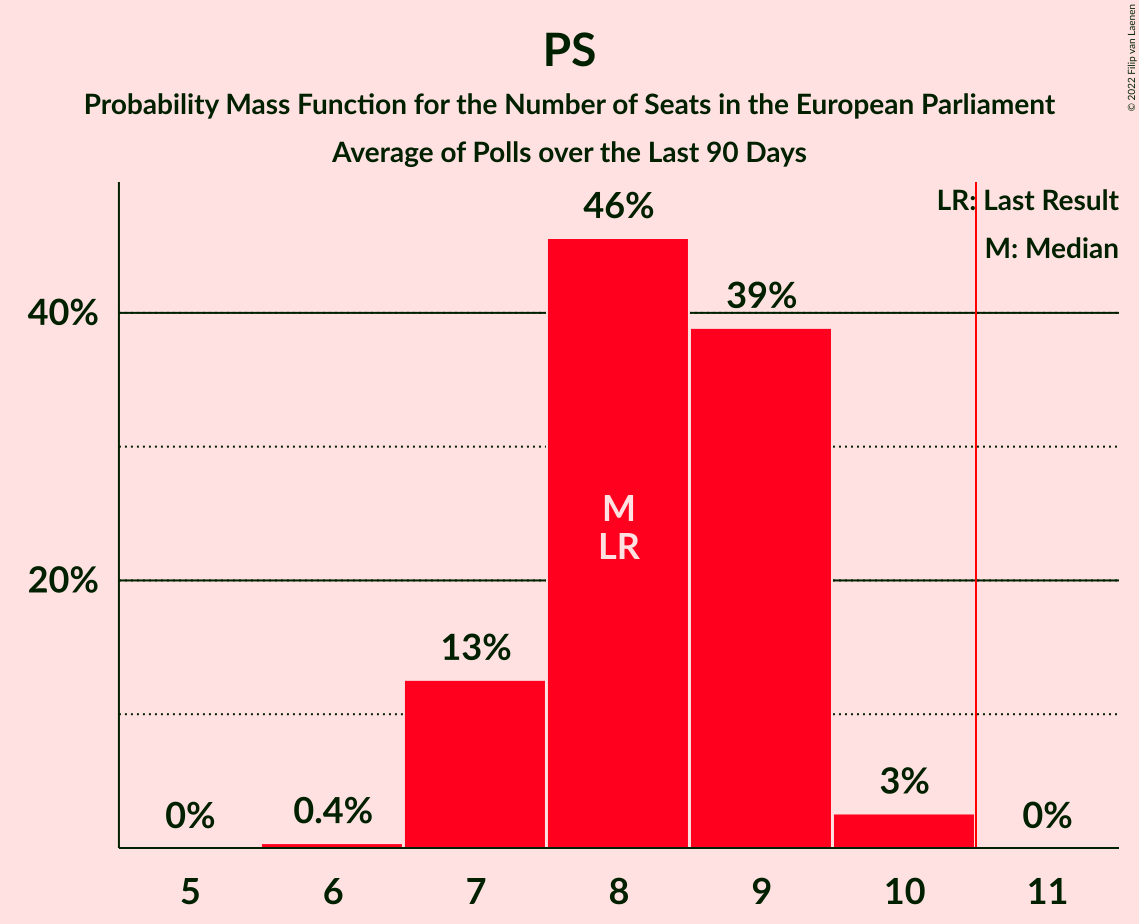 PS
Probability Mass Function for the Number of Seats in the European Parliament
Average of Polls over the Last 90 Days
© 2022 Filip van Laenen
LR: Last Result
M: Median
46%
39%
40%
M
LR
20%
13%
3%
0%
0.4%
0%
5 6 7 8 9 10 11